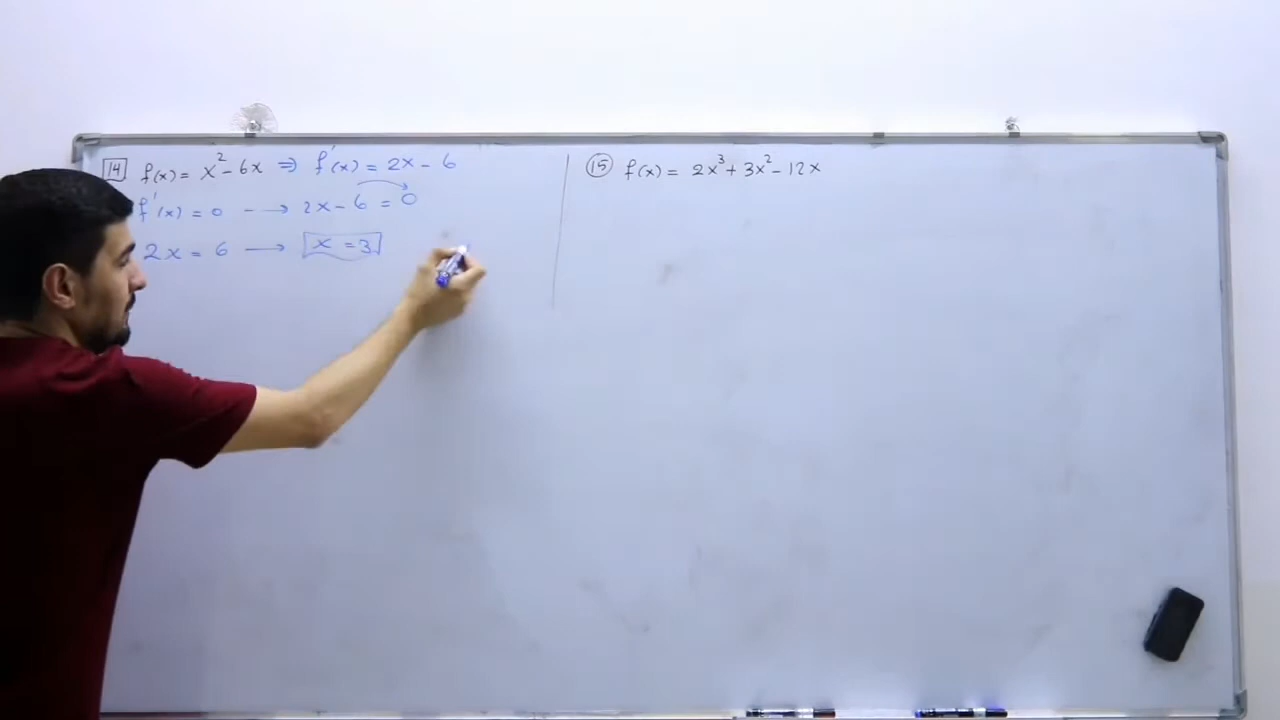 14 f(x) = x² - 6x ⇒ f'(x) = 2x - 6
f'(x) = 0 → 2x - 6 = 0
2x = 6 → x = 3
15 f(x) = 2x³ + 3x² - 12x